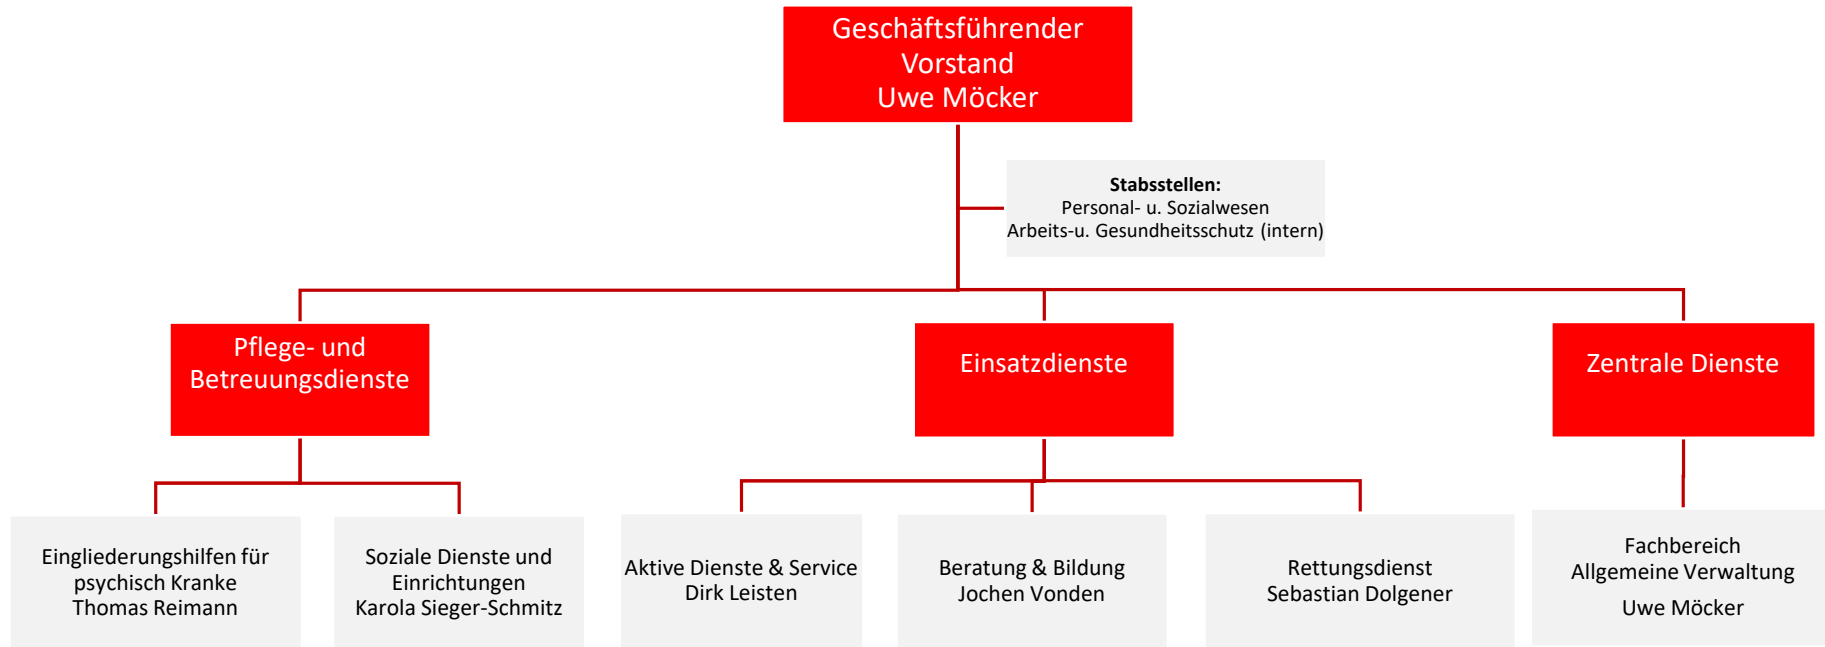 Geschäftsführender
Vorstand
Uwe Möcker
Stabsstellen:
Personal- u. Sozialwesen
Arbeits-u. Gesundheitsschutz (intern)
Pflege- und
Betreuungsdienste
Einsatzdienste
Zentrale Dienste
Eingliederungshilfen für
psychisch Kranke
Thomas Reimann
Soziale Dienste und
Einrichtungen
Karola Sieger-Schmitz
Aktive Dienste & Service
Dirk Leisten
Beratung & Bildung
Jochen Vonden
Rettungsdienst
Sebastian Dolgener
Fachbereich
Allgemeine Verwaltung
Uwe Möcker